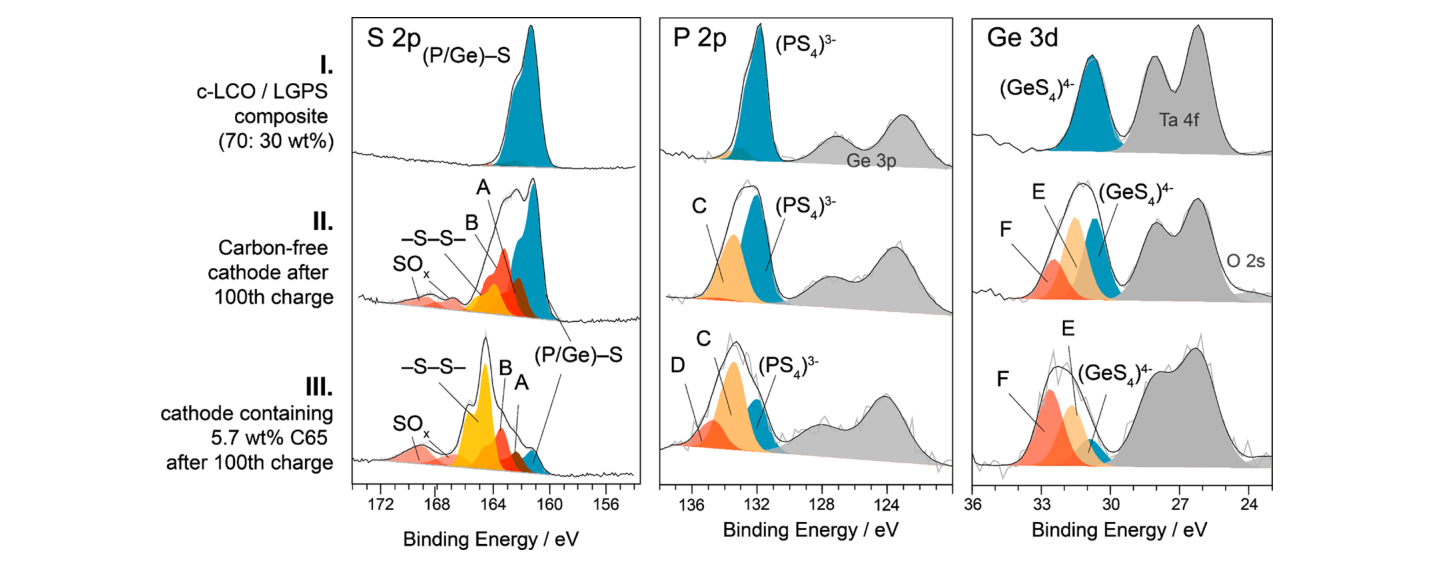 S 2p
(P/Ge)–S
P 2p
(PS4)3-
Ge 3p
Ge 3d
(GeS4)4-
Ta 4f
I.
c-LCO / LGPS
composite
(70: 30 wt%)
A
B
–S–S–
SOx
C
(PS4)3-
E
(GeS4)4-
F
O 2s
II.
Carbon-free
cathode after
100th charge
(P/Ge)–S
–S–S–
B
A
SOx
C
D
(PS4)3-
E
F
(GeS4)4-
III.
cathode containing
5.7 wt% C65
after 100th charge
172 168 164 160 156
136 132 128 124
36 33 30 27 24
Binding Energy / eV
Binding Energy / eV
Binding Energy / eV